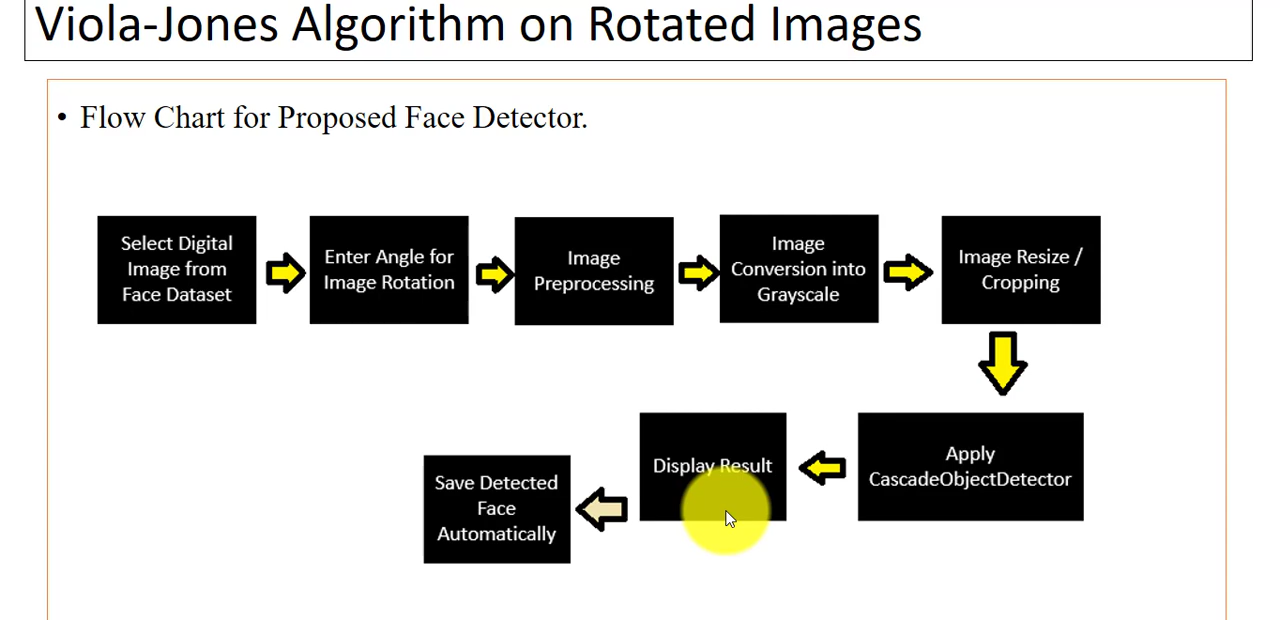 Viola-Jones Algorithm on Rotated Images
• Flow Chart for Proposed Face Detector.
Select Digital
Image from
Face Dataset
Enter Angle for
Image Rotation
Image
Preprocessing
Image
Conversion into
Grayscale
Image Resize /
Cropping
Apply
CascadeObjectDetector
Display Result
Save Detected
Face
Automatically